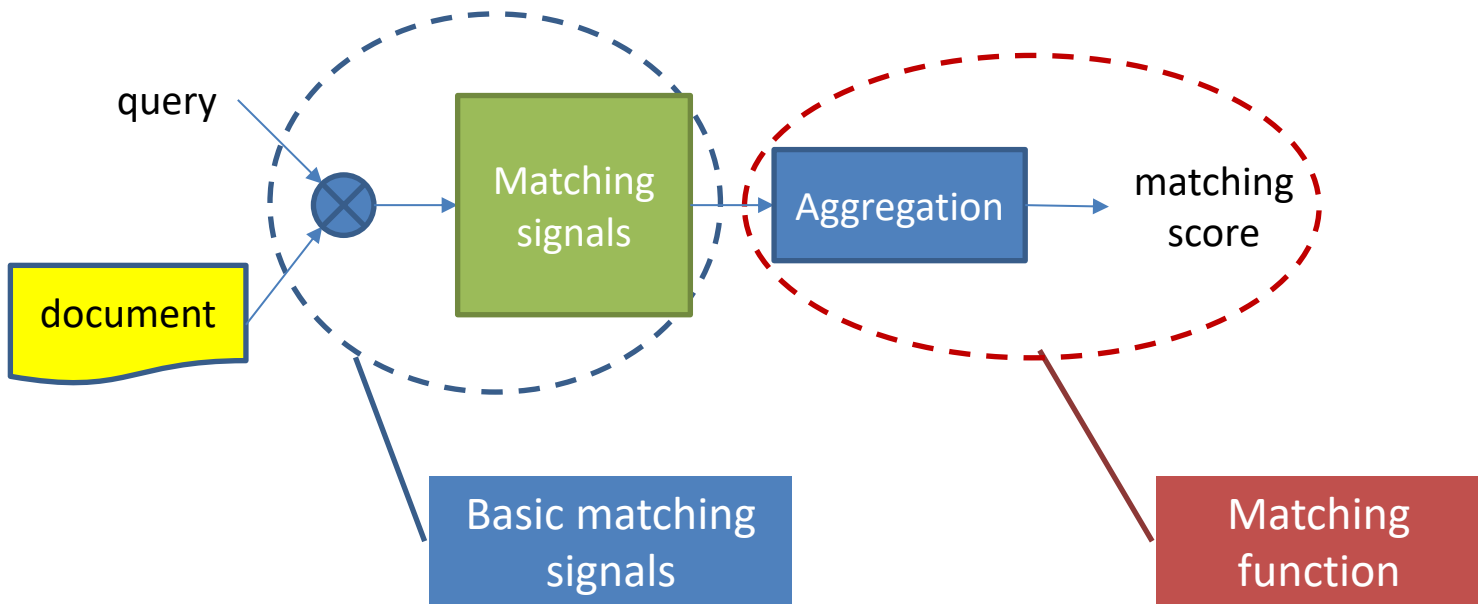 query
document
Matching
signals
Aggregation
matching
score
Basic matching
signals
Matching
function